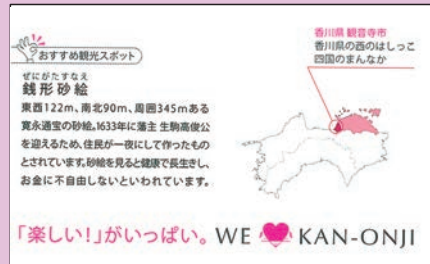 おすすめ観光スポット
ぜにがたすなえ
銭形砂絵
東西122m、南北90m、周囲345mある
寛永通宝の砂絵。1633年に藩主 生駒高俊公
を迎えるため、住民が一夜にして作ったもの
とされています。砂絵を見ると健康で長生きし、
お金に不自由しないといわれています。
香川県 観音寺市
香川県の西のはしっこ
四国のまんなか
「楽しい!」がいっぱい。 WE KAN-ONJI